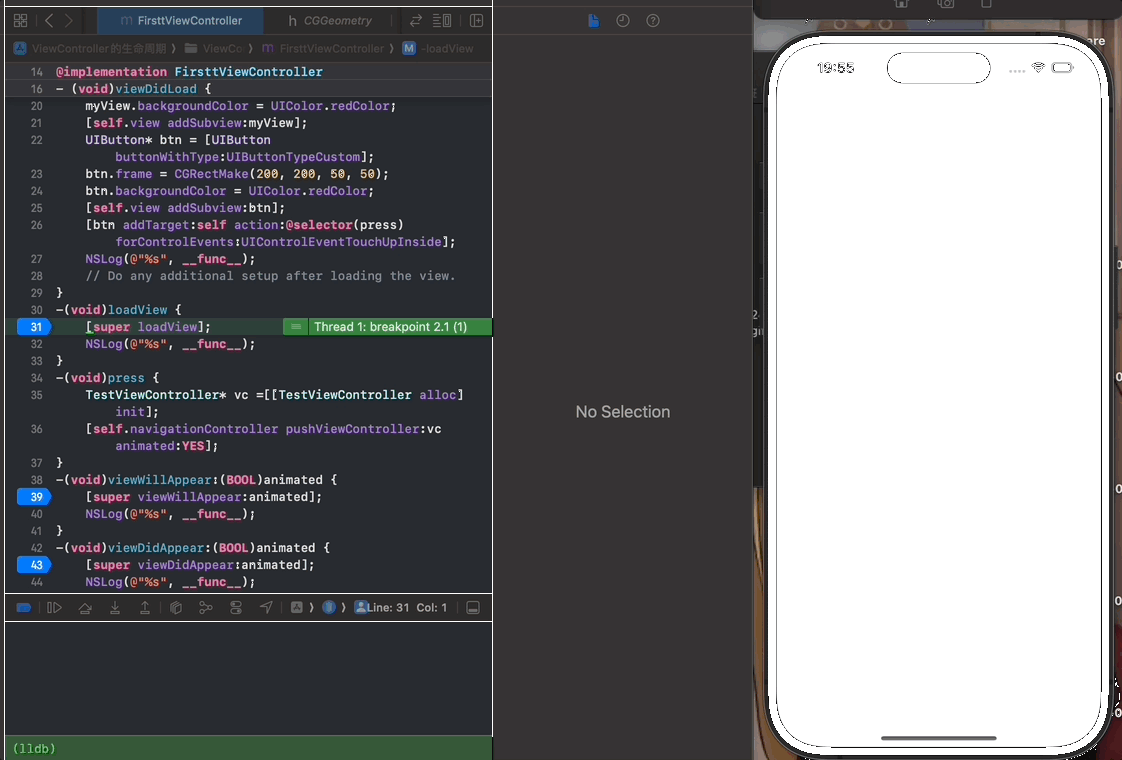 FirsttViewController
h CGGeometry
ViewController的生命周期 ⟩ ViewCo ⟩ m FirsttViewController ⟩ M -loadView
14 @implementation FirsttViewController
16 - (void)viewDidLoad {
20 myView.backgroundColor = UIColor.redColor;
21 [self.view addSubview:myView];
22 UIButton* btn = [UIButton
buttonWithType:UIButtonTypeCustom];
23 btn.frame = CGRectMake(200, 200, 50, 50);
24 btn.backgroundColor = UIColor.redColor;
25 [self.view addSubview:btn];
26 [btn addTarget:self action:@selector(press)
forControlEvents:UIControlEventTouchUpInside];
27 NSLog(@"%s", __func__);
28 // Do any additional setup after loading the view.
29 }
30 -(void)loadView {
31 [super loadView]; Thread 1: breakpoint 2.1 (1)
32 NSLog(@"%s", __func__);
33 }
34 -(void)press {
35 TestViewController* vc =[[TestViewController alloc]
init];
36 [self.navigationController pushViewController:vc
animated:YES];
37 }
38 -(void)viewWillAppear:(BOOL)animated {
39 [super viewWillAppear:animated];
40 NSLog(@"%s", __func__);
41 }
42 -(void)viewDidAppear:(BOOL)animated {
43 [super viewDidAppear:animated];
44 NSLog(@"%s", __func__);
Line: 31 Col: 1
(lldb)
No Selection
19:55